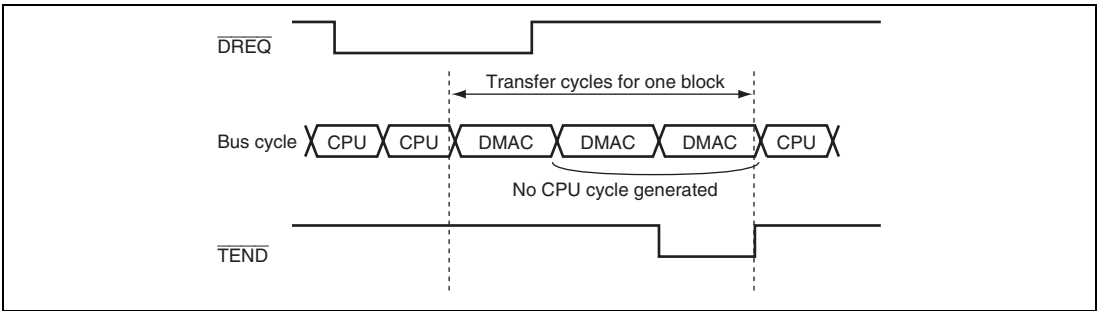 DREQ
Transfer cycles for one block
Bus cycle CPU CPU DMAC DMAC DMAC CPU
No CPU cycle generated
TEND